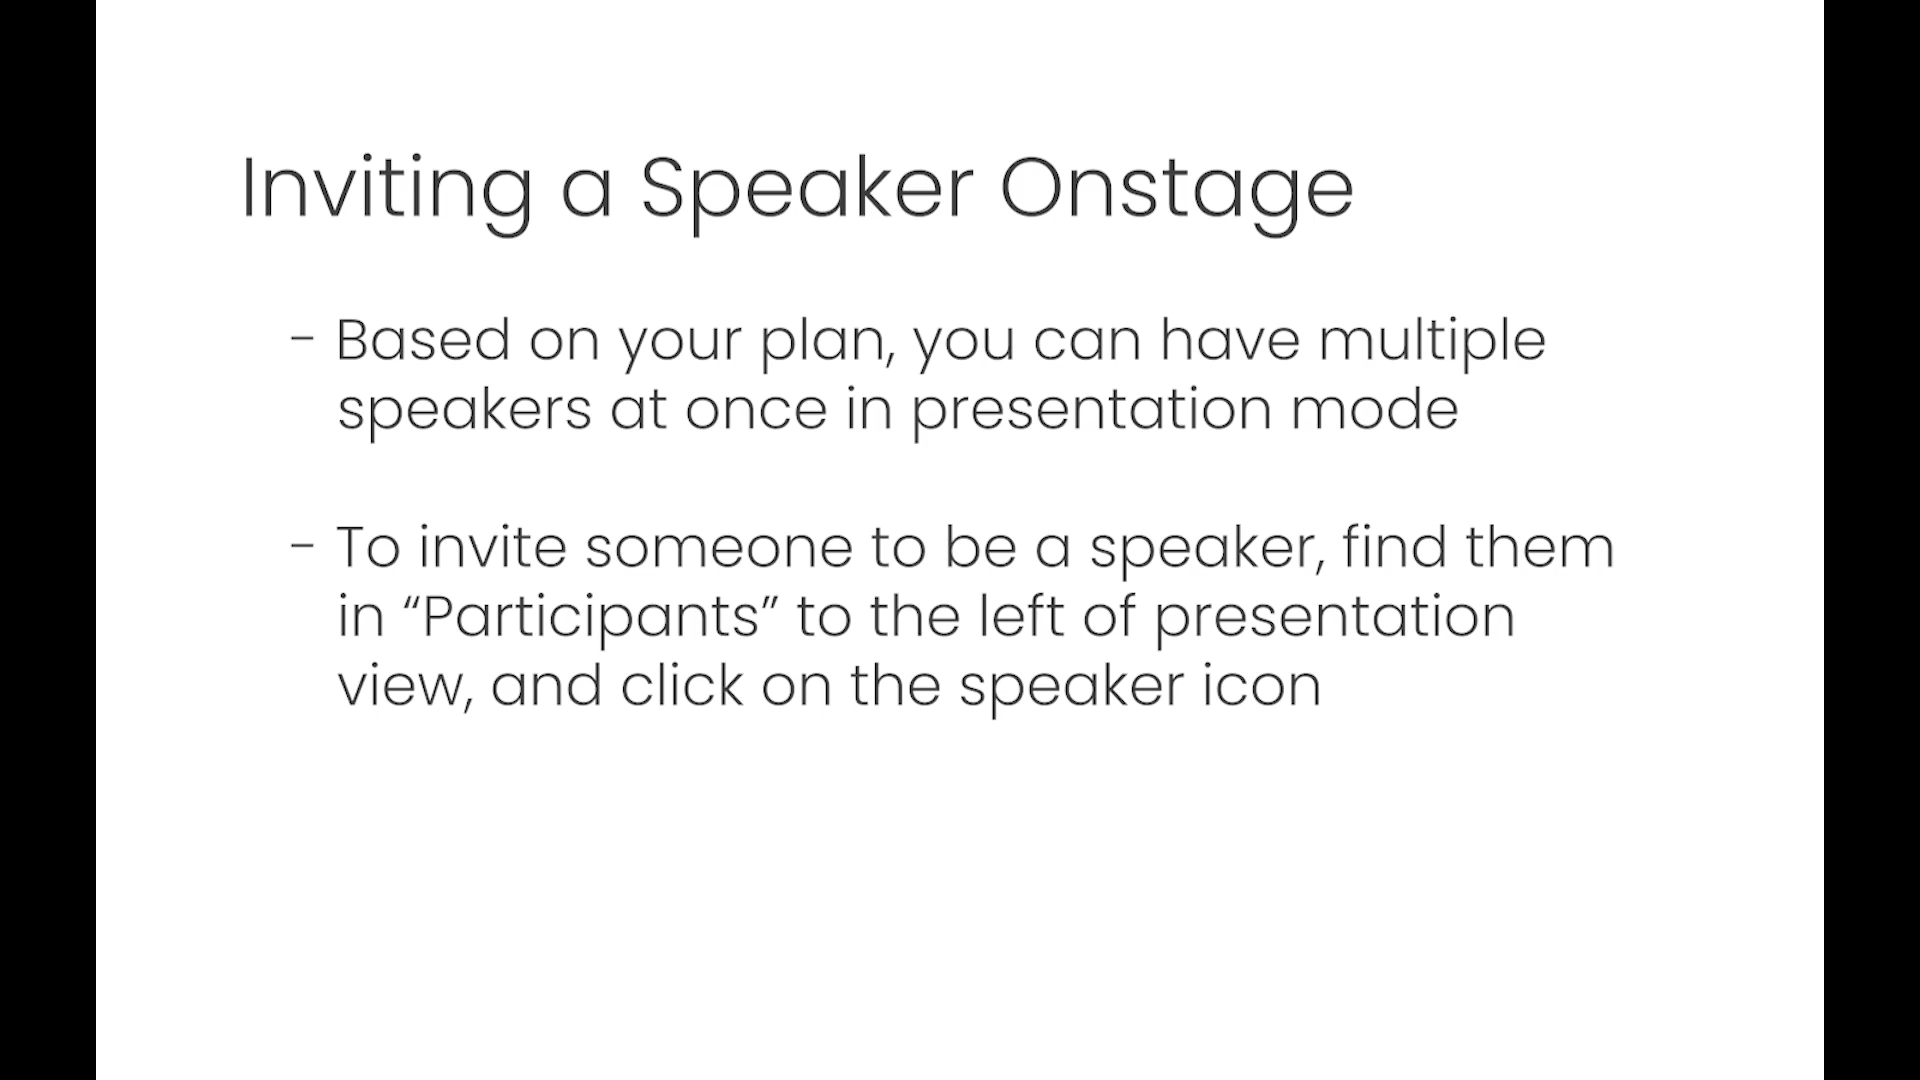 Inviting a Speaker Onstage
- Based on your plan, you can have multiple
speakers at once in presentation mode
- To invite someone to be a speaker, find them
in “Participants” to the left of presentation
view, and click on the speaker icon